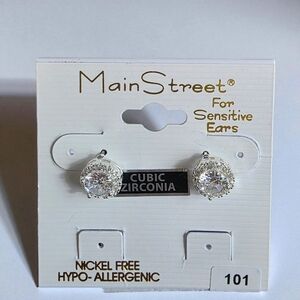 MainStreet®
For
Sensitive
Ears
CUBIC
ZIRCONIA
NICKEL FREE
HYPO-ALLERGENIC
101